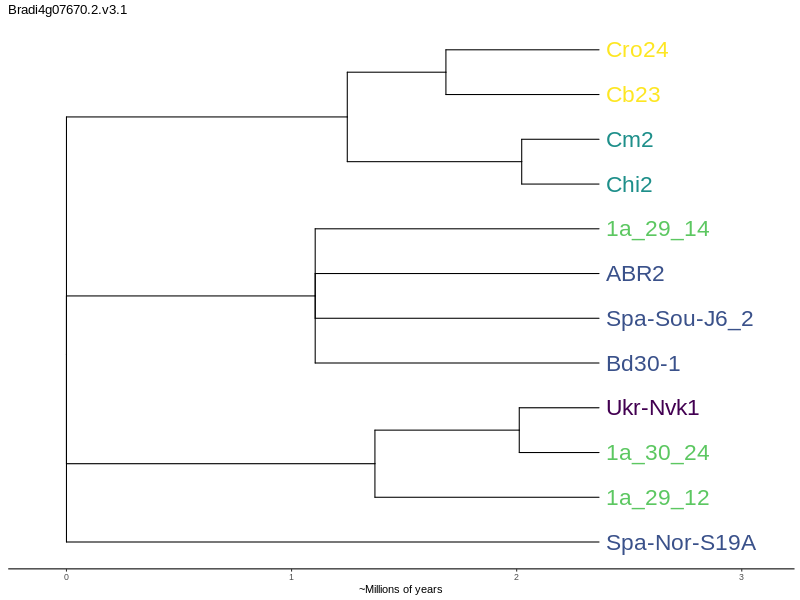 Bradi4g07670.2.v3.1
Cro24
Cb23
Cm2
Chi2
1a_29_14
ABR2
Spa-Sou-J6_2
Bd30-1
Ukr-Nvk1
1a_30_24
1a_29_12
Spa-Nor-S19A
0 1 2 3
~Millions of years